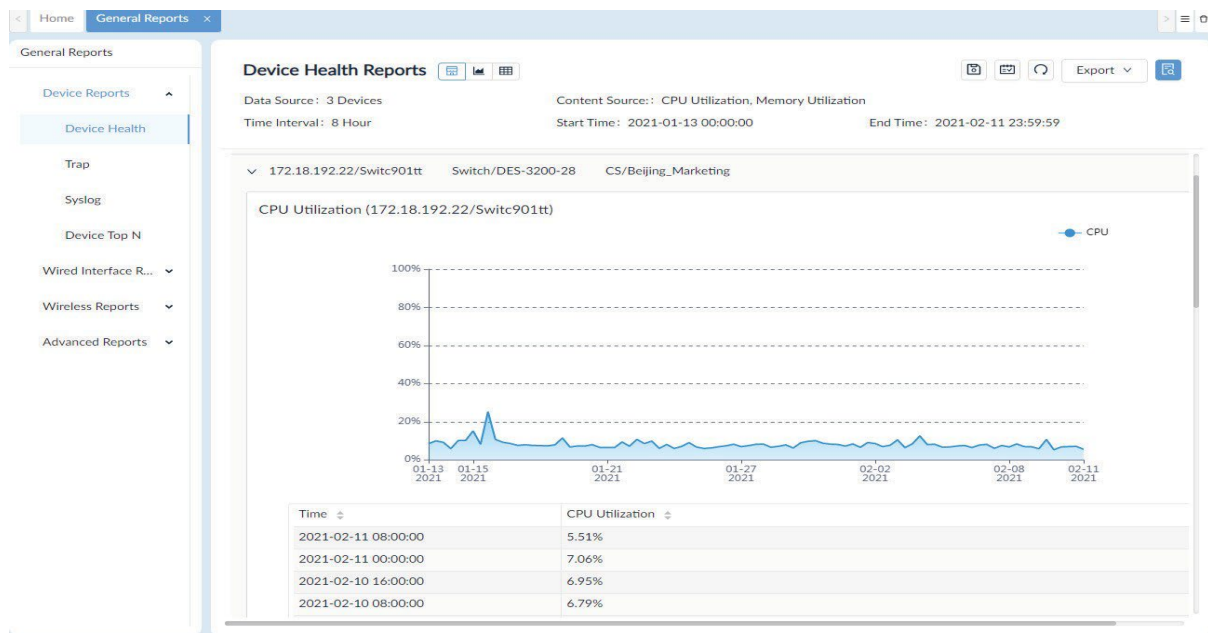 Home General Reports ×
General Reports
Device Reports
Device Health
Trap
Syslog
Device Top N
Wired Interface R...
Wireless Reports
Advanced Reports
Device Health Reports
Export
Data Source: 3 Devices Content Source:: CPU Utilization, Memory Utilization
Time Interval: 8 Hour Start Time: 2021-01-13 00:00:00 End Time: 2021-02-11 23:59:59
172.18.192.22/Switc901tt Switch/DES-3200-28 CS/Beijing_Marketing
CPU Utilization (172.18.192.22/Switc901tt)
CPU
100%
80%
60%
40%
20%
0%
01-13 01-15 01-21 01-27 02-02 02-08 02-11
2021 2021 2021 2021 2021 2021 2021
Time CPU Utilization
2021-02-11 08:00:00 5.51%
2021-02-11 00:00:00 7.06%
2021-02-10 16:00:00 6.95%
2021-02-10 08:00:00 6.79%